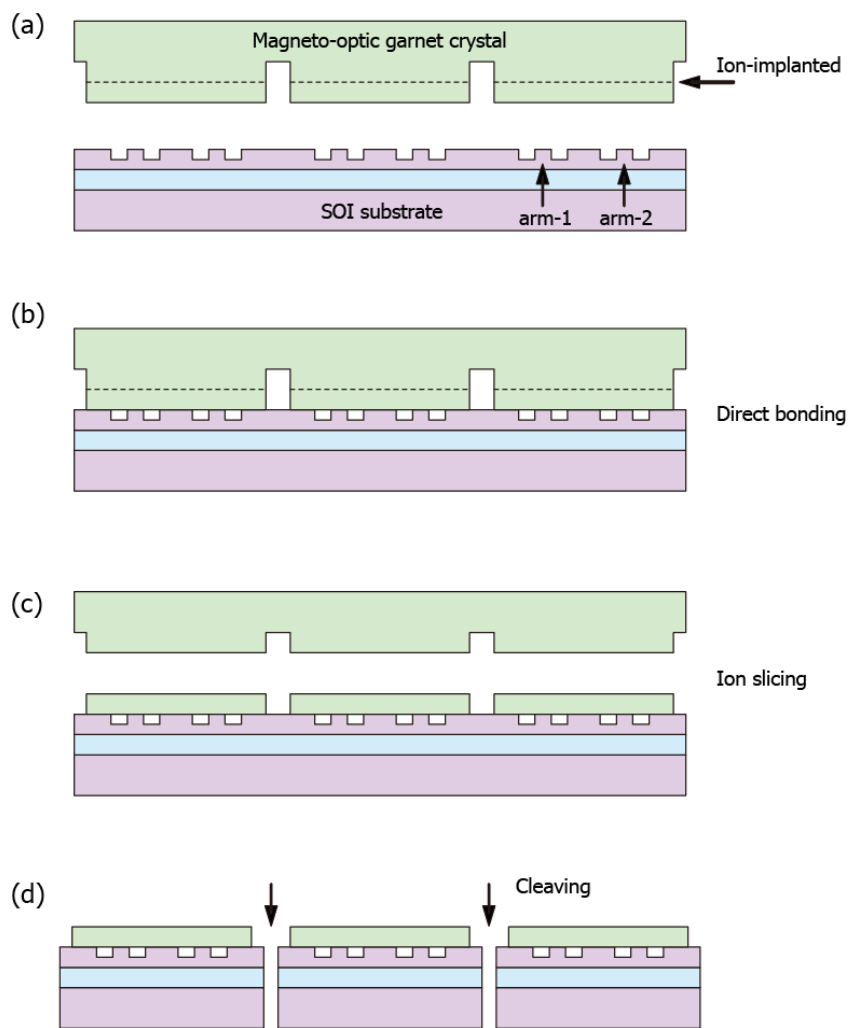 (a)
Magneto-optic garnet crystal
Ion-implanted
SOI substrate
arm-1
arm-2
(b)
Direct bonding
(c)
Ion slicing
(d)
Cleaving